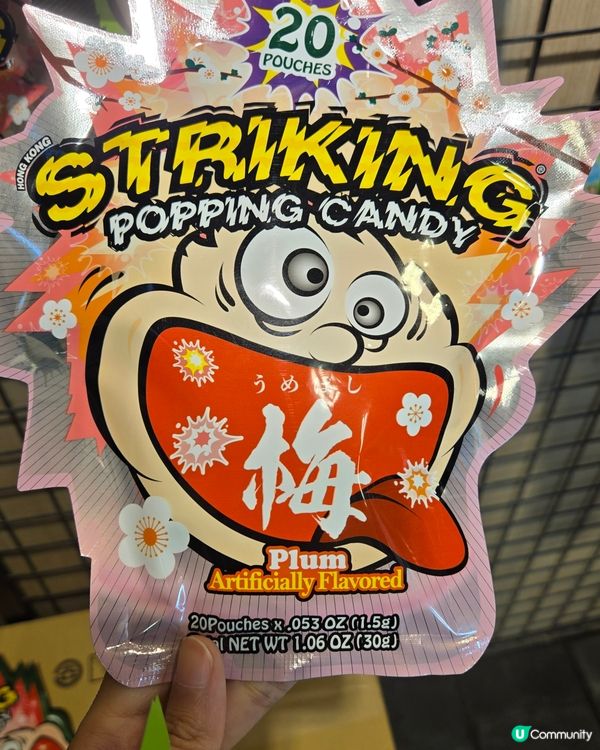 20
POUCHES
HONG KONG
STRIKING®
POPPING CANDY
うめぼし
梅
Plum
Artificially Flavored
20Pouches x .053 OZ (1.5g)
NET WT 1.06 OZ (30g)
U Community